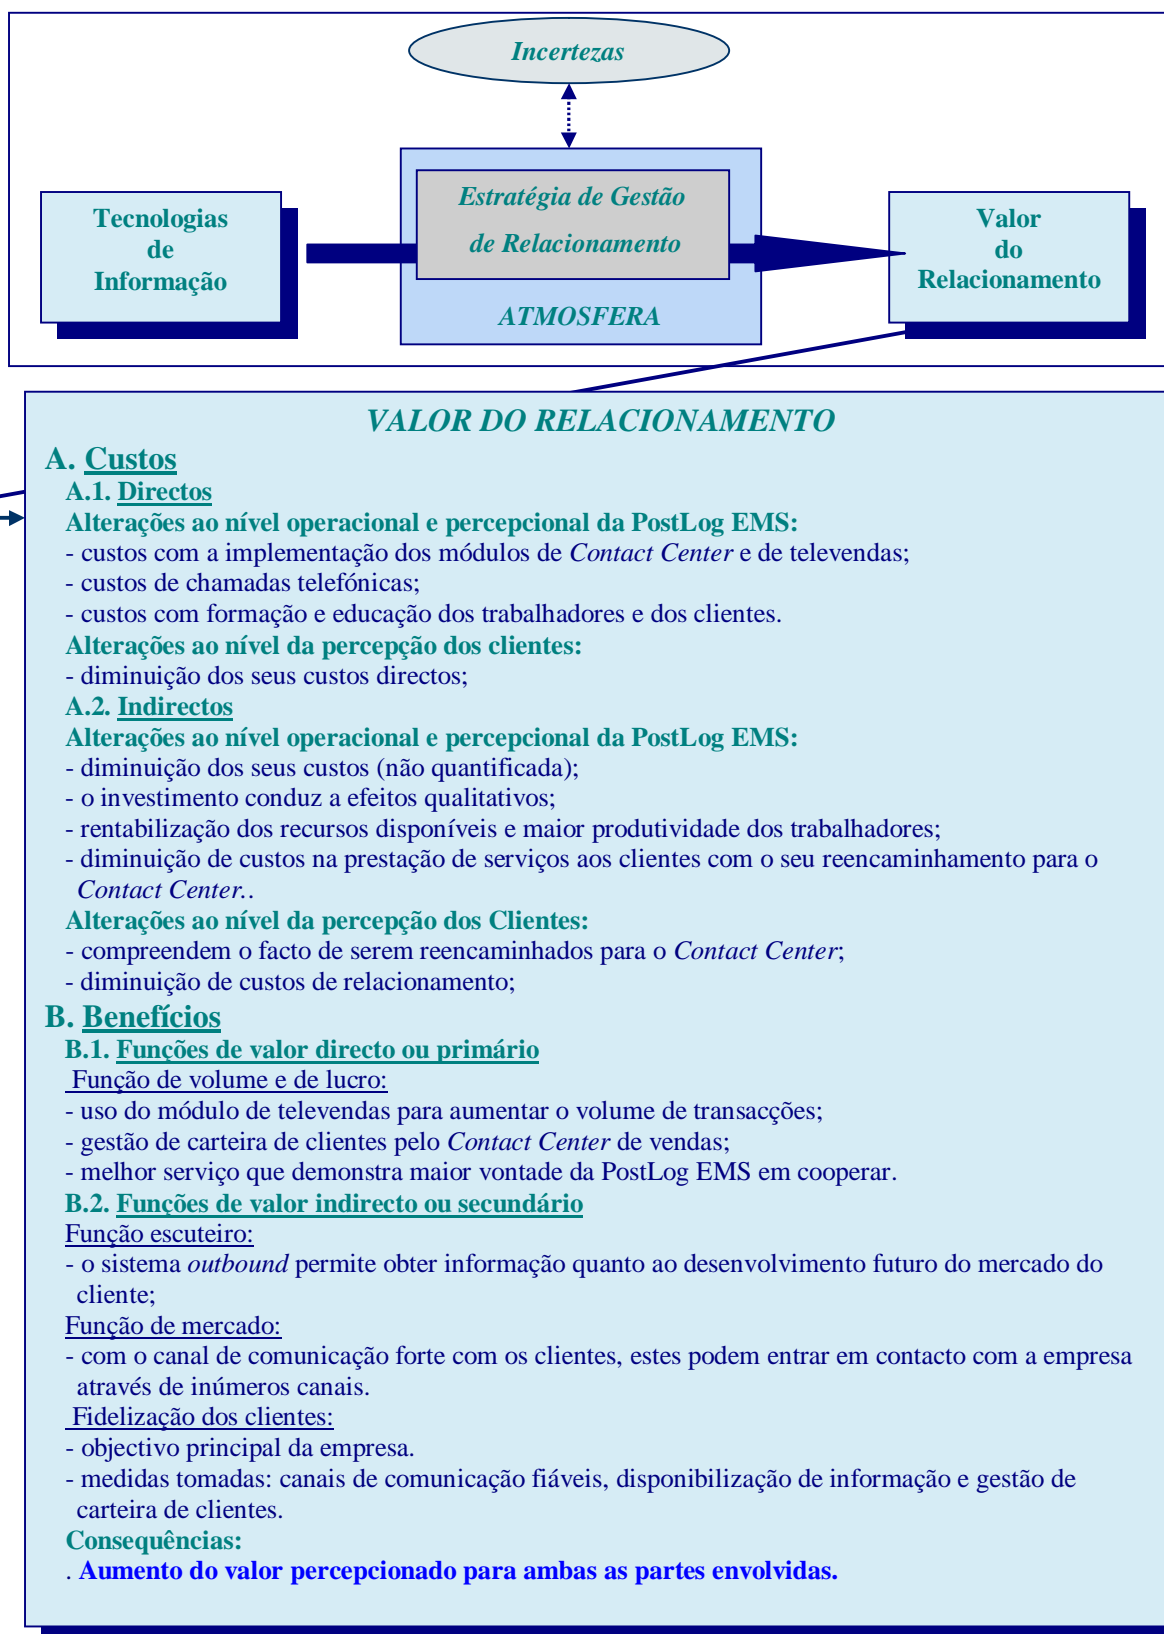 Incertezas
Estratégia de Gestão
de Relacionamento
ATMOSFERA
Tecnologias
de
Informação
Valor
do
Relacionamento
VALOR DO RELACIONAMENTO
A. Custos
A.1. Directos
Alterações ao nível operacional e percepcional da PostLog EMS:
- custos com a implementação dos módulos de Contact Center e de televendas;
- custos de chamadas telefónicas;
- custos com formação e educação dos trabalhadores e dos clientes.
Alterações ao nível da percepção dos clientes:
- diminuição dos seus custos directos;
A.2. Indirectos
Alterações ao nível operacional e percepcional da PostLog EMS:
- diminuição dos seus custos (não quantificada);
- o investimento conduz a efeitos qualitativos;
- rentabilização dos recursos disponíveis e maior produtividade dos trabalhadores;
- diminuição de custos na prestação de serviços aos clientes com o seu reencaminhamento para o
Contact Center..
Alterações ao nível da percepção dos Clientes:
- compreendem o facto de serem reencaminhados para o Contact Center;
- diminuição de custos de relacionamento;
B. Benefícios
B.1. Funções de valor directo ou primário
Função de volume e de lucro:
- uso do módulo de televendas para aumentar o volume de transacções;
- gestão de carteira de clientes pelo Contact Center de vendas;
- melhor serviço que demonstra maior vontade da PostLog EMS em cooperar.
B.2. Funções de valor indirecto ou secundário
Função escuteiro:
- o sistema outbound permite obter informação quanto ao desenvolvimento futuro do mercado do
cliente;
Função de mercado:
- com o canal de comunicação forte com os clientes, estes podem entrar em contacto com a empresa
através de inúmeros canais.
Fidelização dos clientes:
- objectivo principal da empresa.
- medidas tomadas: canais de comunicação fiáveis, disponibilização de informação e gestão de
carteira de clientes.
Consequências:
. Aumento do valor percepcionado para ambas as partes envolvidas.